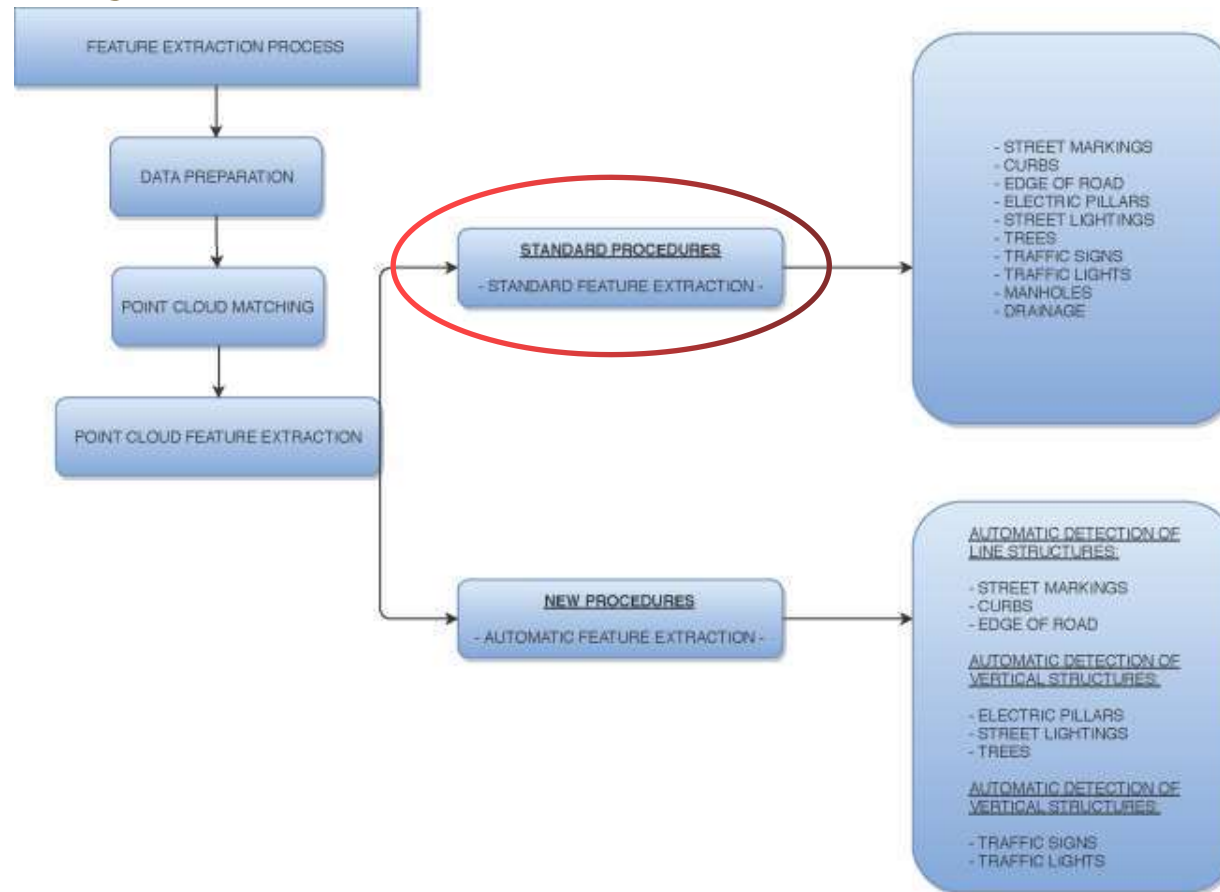 FEATURE EXTRACTION PROCESS
DATA PREPARATION
POINT CLOUD MATCHING
POINT CLOUD FEATURE EXTRACTION
STANDARD PROCEDURES
- STANDARD FEATURE EXTRACTION -
- STREET MARKINGS
- CURBS
- EDGE OF ROAD
- ELECTRIC PILLARS
- STREET LIGHTINGS
- TREES
- TRAFFIC SIGNS
- TRAFFIC LIGHTS
- MANHOLES
- DRAINAGE
NEW PROCEDURES
- AUTOMATIC FEATURE EXTRACTION -
AUTOMATIC DETECTION OF
LINE STRUCTURES:
- STREET MARKINGS
- CURBS
- EDGE OF ROAD
AUTOMATIC DETECTION OF
VERTICAL STRUCTURES:
- ELECTRIC PILLARS
- STREET LIGHTINGS
- TREES
AUTOMATIC DETECTION OF
VERTICAL STRUCTURES:
- TRAFFIC SIGNS
- TRAFFIC LIGHTS